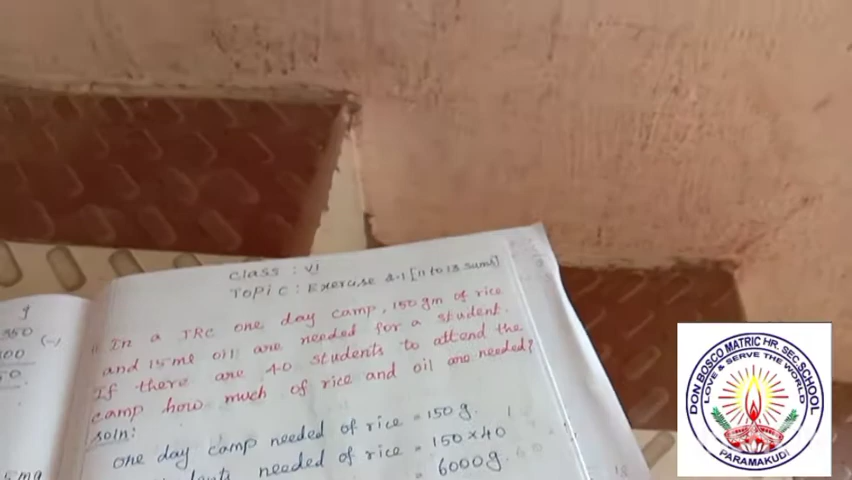 Class : VI
Topic : Exercise 2.1 [11 to 13 sums]
11. In a JRC one day camp, 150 gm of rice
and 15 ml oil are needed for a student.
If there are 40 students to attend the
camp how much of rice and oil are needed?
Soln:
One day camp needed of rice = 150 g.
needed of rice = 150 x 40
= 6000 g.
g
350
(-)
DON BOSCO MATRIC HR. SEC SCHOOL
LOVE & SERVE THE WORLD
PARAMAKUDI